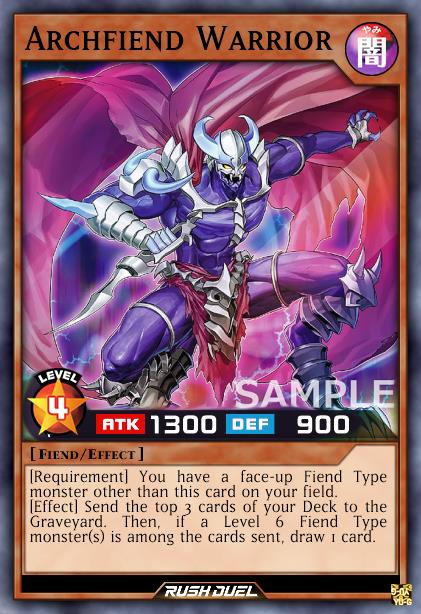 Archfiend Warrior
やみ
闇
SAMPLE
LEVEL
4
ATK 1300 DEF 900
[Fiend/Effect]
[Requirement] You have a face-up Fiend Type
monster other than this card on your field.
[Effect] Send the top 3 cards of your Deck to the
Graveyard. Then, if a Level 6 Fiend Type
monster(s) is among the cards sent, draw 1 card.
RUSH DUEL